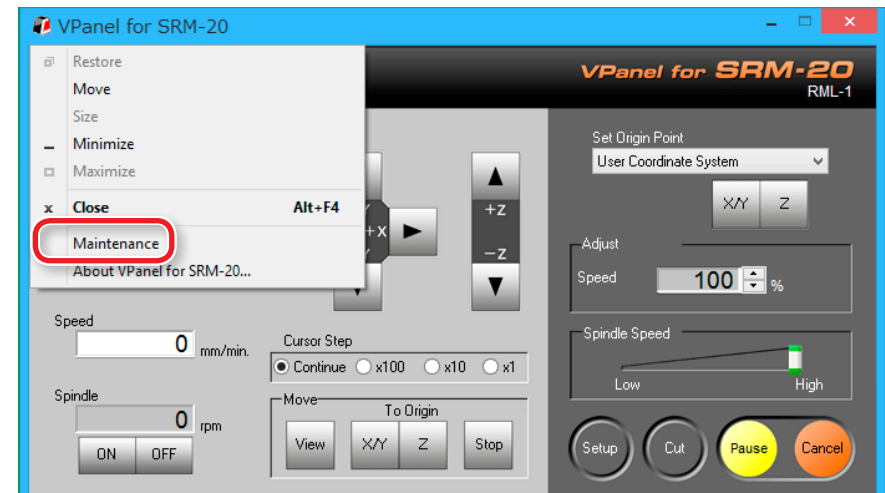 VPanel for SRM-20
Restore
Move
Size
Minimize
Maximize
x Close Alt+F4
Maintenance
About VPanel for SRM-20...
VPanel for SRM-20
RML-1
+X
+Z
−Z
Set Origin Point
User Coordinate System
X/Y Z
Adjust
Speed 100 %
Spindle Speed
Low High
Speed
0 mm/min.
Spindle
0 rpm
ON OFF
Cursor Step
Continue x100 x10 x1
Move
To Origin
View X/Y Z Stop
Setup Cut Pause Cancel